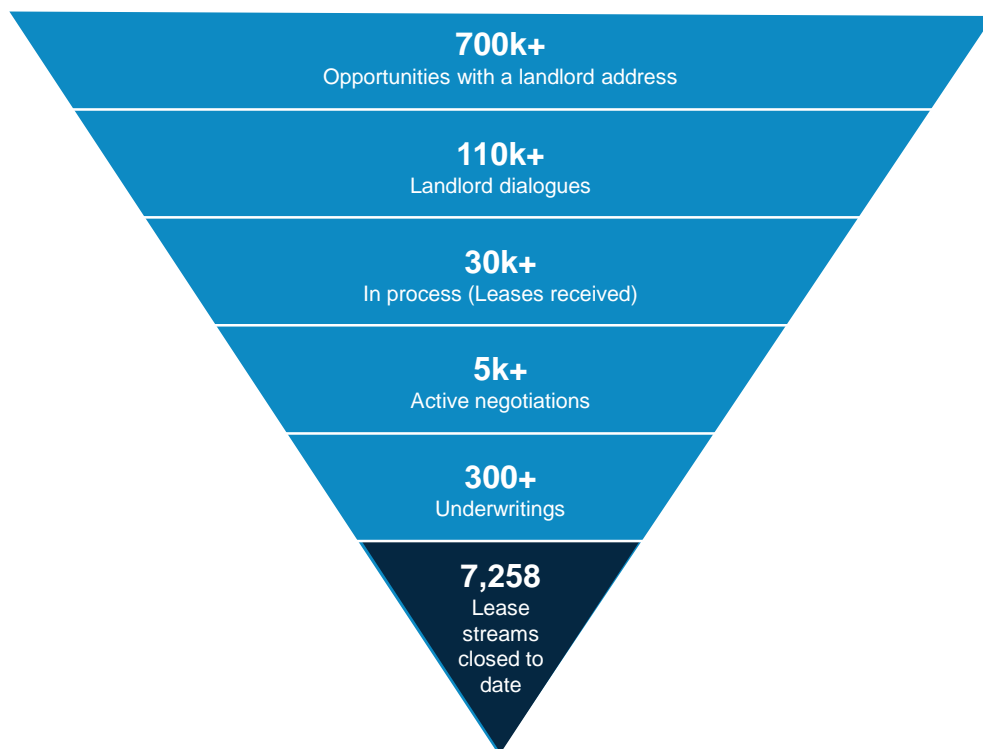 700k+
Opportunities with a landlord address
110k+
Landlord dialogues
30k+
In process (Leases received)
5k+
Active negotiations
300+
Underwritings
7,258
Lease
streams
closed to
date